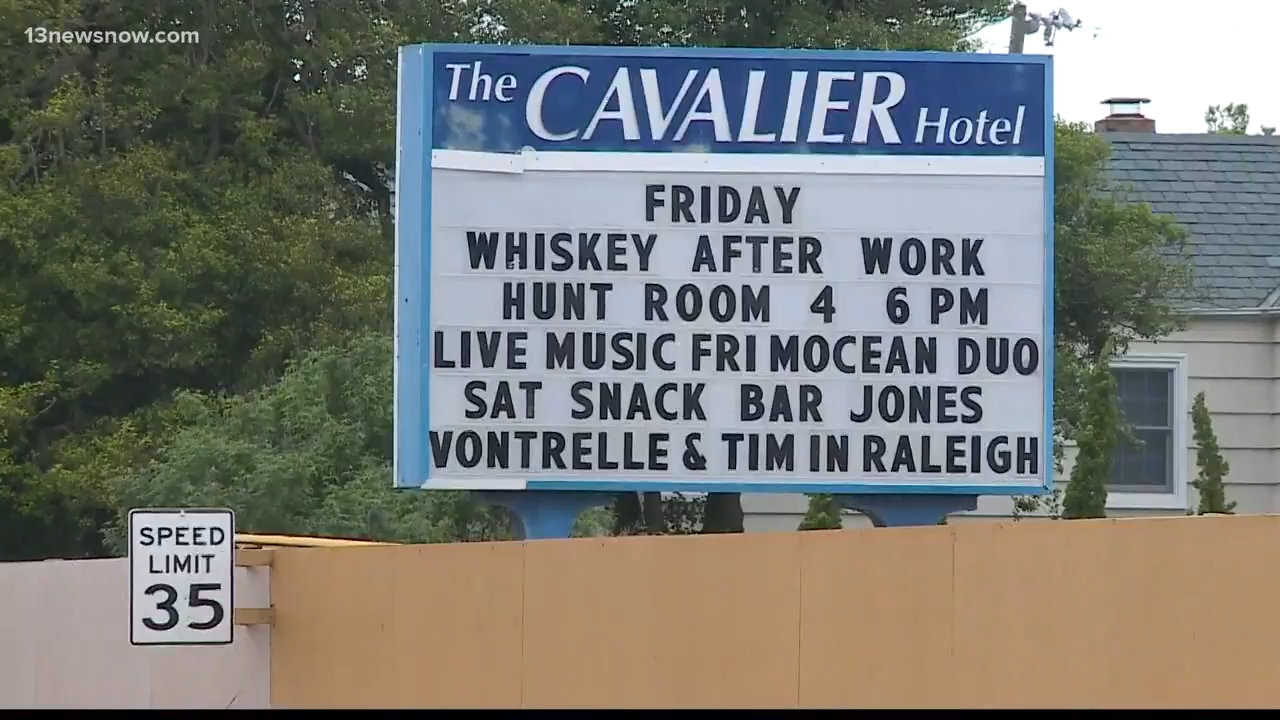 13newsnow.com
The CAVALIER Hotel
FRIDAY
WHISKEY AFTER WORK
HUNT ROOM 4 6 PM
LIVE MUSIC FRI MOCEAN DUO
SAT SNACK BAR JONES
VONTRELLE & TIM IN RALEIGH
SPEED
LIMIT
35